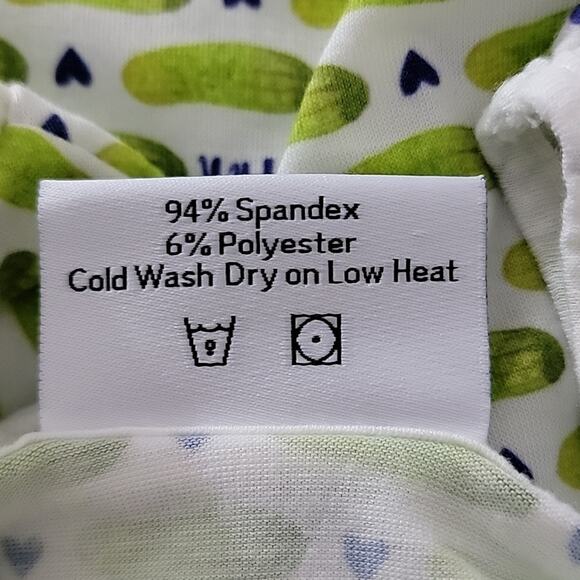 94% Spandex
6% Polyester
Cold Wash Dry on Low Heat